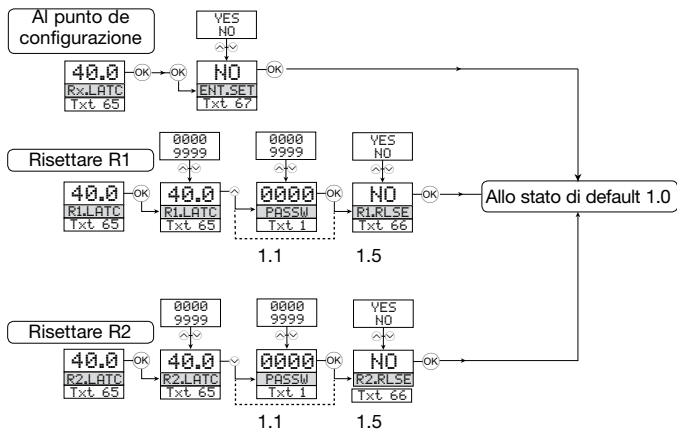 Al punto de
configurazione
YES
NO
40.0
Rx.LATC
Txt 65
OK
OK
NO
ENT.SET
Txt 67
OK
Risettare R1
0000
9999
0000
9999
YES
NO
40.0
R1.LATC
Txt 65
OK
40.0
R1.LATC
Txt 65
0000
PASSW
Txt 1
OK
NO
R1.RLSE
Txt 66
OK
Allo stato di default 1.0
1.1
1.5
Risettare R2
0000
9999
0000
9999
YES
NO
40.0
R2.LATC
Txt 65
OK
40.0
R2.LATC
Txt 65
0000
PASSW
Txt 1
OK
NO
R2.RLSE
Txt 66
OK
1.1
1.5